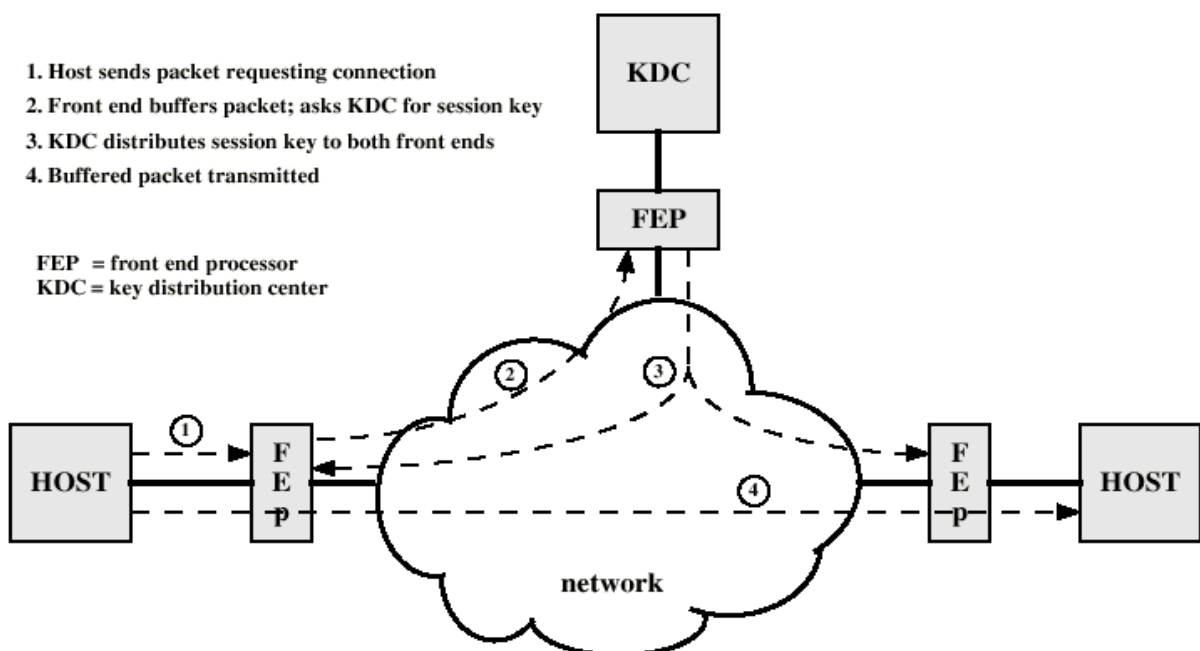 KDC
1. Host sends packet requesting connection
2. Front end buffers packet; asks KDC for session key
3. KDC distributes session key to both front ends
4. Buffered packet transmitted
FEP
FEP = front end processor
KDC = key distribution center
2
3
1
HOST
F
E
p
4
F
E
p
HOST
network